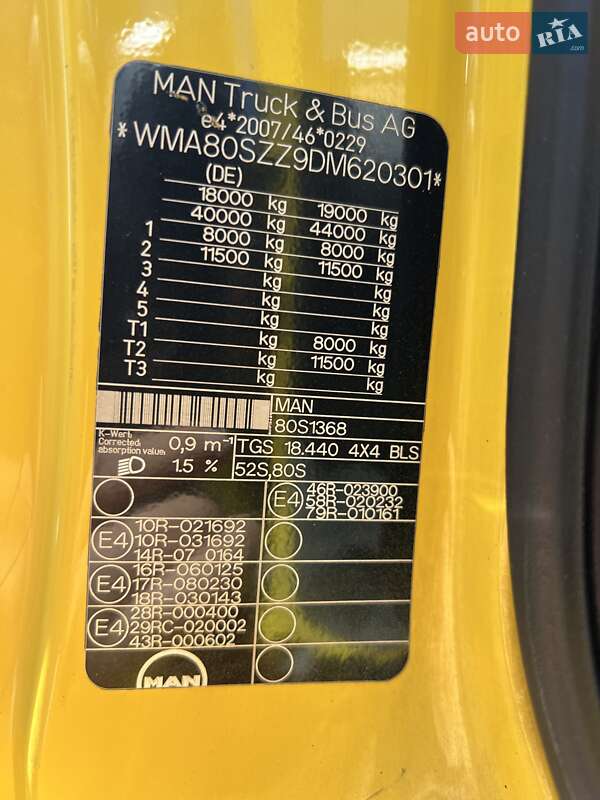 auto RIA .com
MAN Truck & Bus AG
e4*2007/46*0229
*WMA80SZZ9DM620301*
(DE)
18000 kg 19000 kg
40000 kg 44000 kg
1 8000 kg 8000 kg
2 11500 kg 11500 kg
3 kg kg
4 kg kg
5 kg kg
T1 kg 8000 kg
T2 kg 11500 kg
T3 kg kg
MAN
80S1368
K-Wert:
Corrected
absorption value: 0,9 m⁻¹
TGS 18.440 4X4 BLS
1.5 %
52S,80S
E4 46R-023900
58R-020232
79R-010161
E4 10R-021692
10R-031692
14R-07 0164
E4 16R-060125
17R-080230
18R-030143
E4 28R-000400
29RC-020002
43R-000602
MAN